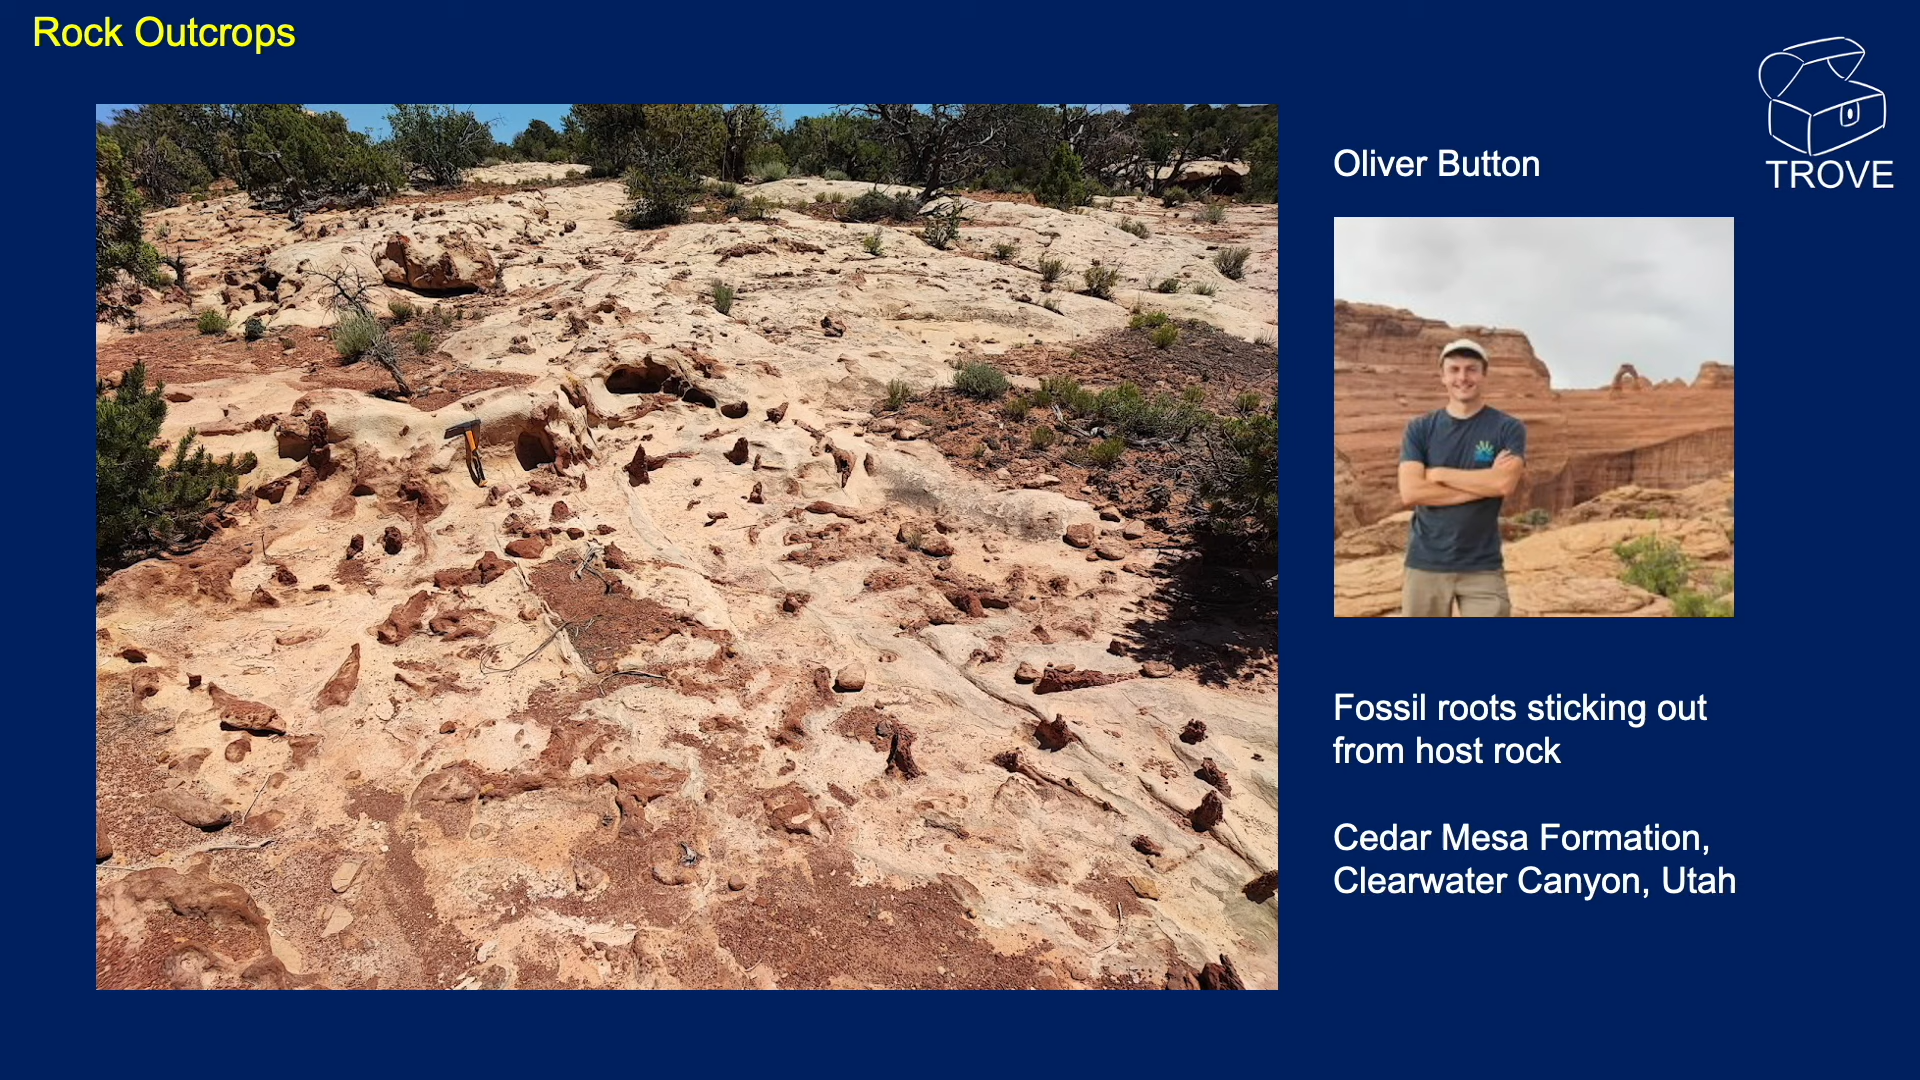 Rock Outcrops
TROVE
Oliver Button
Fossil roots sticking out
from host rock
Cedar Mesa Formation,
Clearwater Canyon, Utah